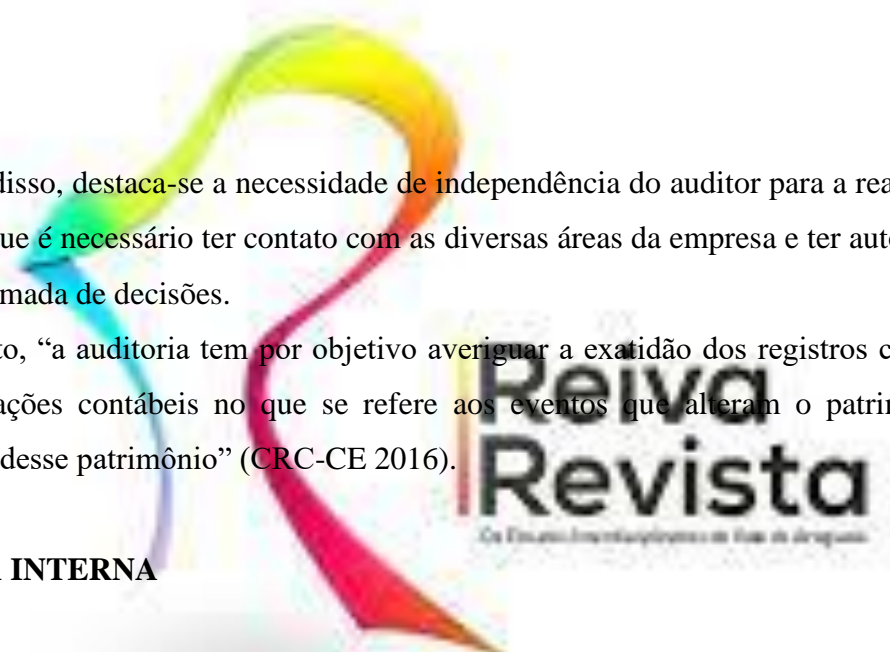 disso, destaca-se a necessidade de independência do auditor para a rea
ue é necessário ter contato com as diversas áreas da empresa e ter aut
mada de decisões.
to, “a auditoria tem por objetivo averiguar a exatidão dos registros c
ações contábeis no que se refere aos eventos que alteram o patrim
desse patrimônio” (CRC-CE 2016).
Reiva
Revista
INTERNA